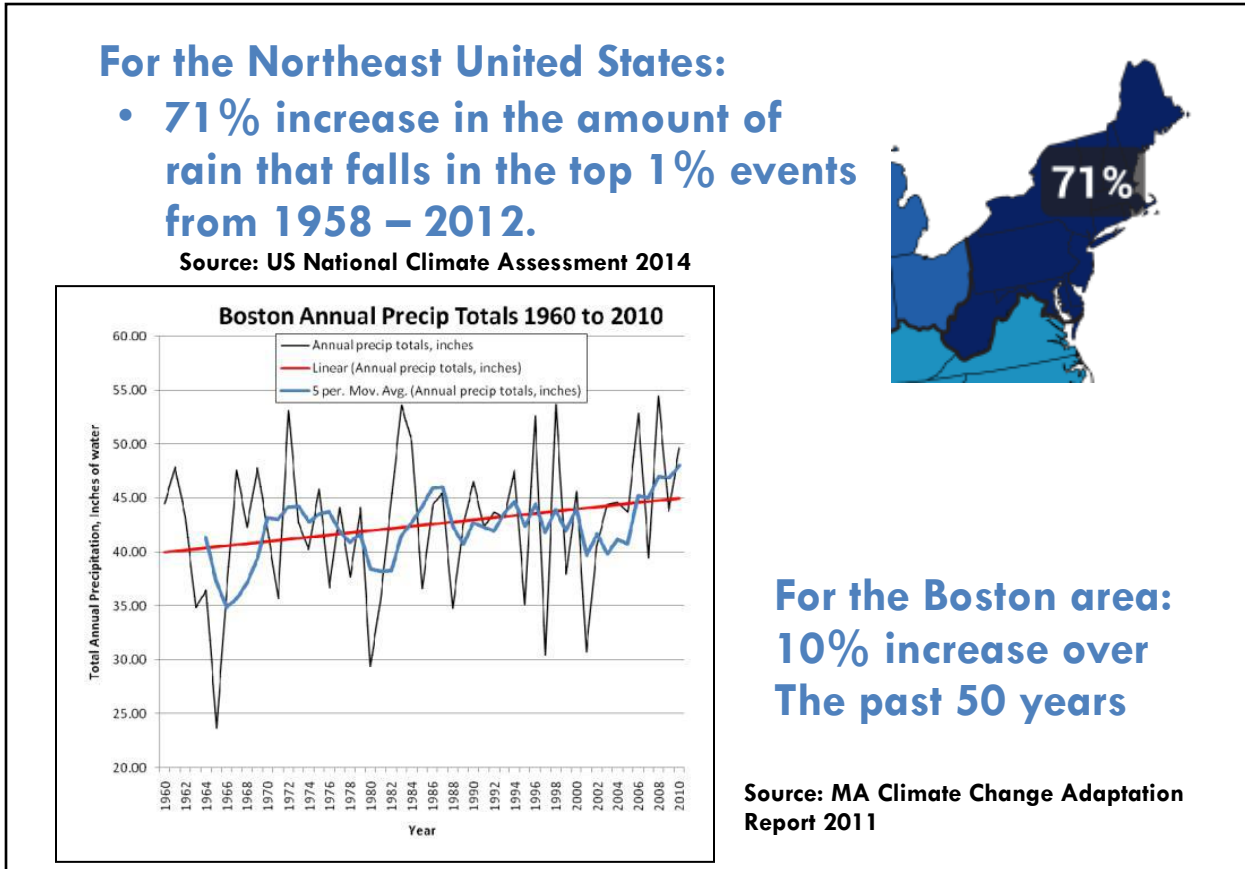 For the Northeast United States:
• 71% increase in the amount of
rain that falls in the top 1% events
from 1958 – 2012.
Source: US National Climate Assessment 2014
71%
Boston Annual Precip Totals 1960 to 2010
Annual precip totals, inches
Linear (Annual precip totals, inches)
5 per. Mov. Avg. (Annual precip totals, inches)
Total Annual Precipitation, Inches of water
60.00
55.00
50.00
45.00
40.00
35.00
30.00
25.00
20.00
1960 1962 1964 1966 1968 1970 1972 1974 1976 1978 1980 1982 1984 1986 1988 1990 1992 1994 1996 1998 2000 2002 2004 2006 2008 2010
Year
For the Boston area:
10% increase over
The past 50 years
Source: MA Climate Change Adaptation
Report 2011